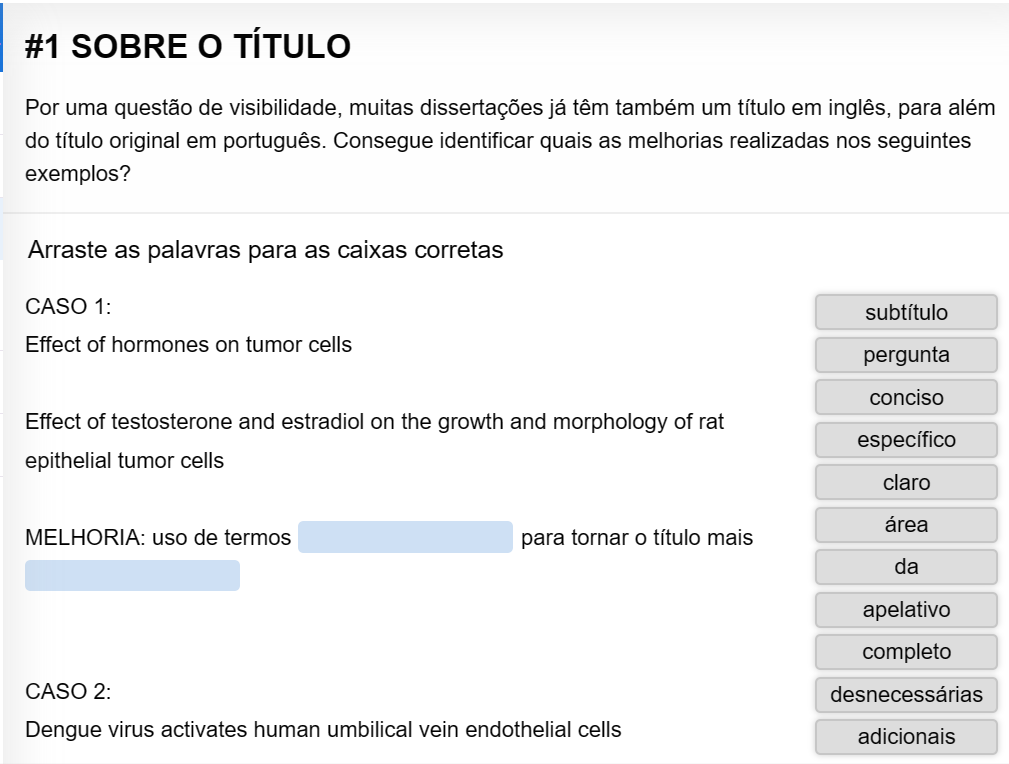 #1 SOBRE O TÍTULO
Por uma questão de visibilidade, muitas dissertações já têm também um título em inglês, para além
do título original em português. Consegue identificar quais as melhorias realizadas nos seguintes
exemplos?
Arraste as palavras para as caixas corretas
CASO 1:
Effect of hormones on tumor cells
Effect of testosterone and estradiol on the growth and morphology of rat
epithelial tumor cells
MELHORIA: uso de termos para tornar o título mais
CASO 2:
Dengue virus activates human umbilical vein endothelial cells
subtítulo
pergunta
conciso
específico
claro
área
da
apelativo
completo
desnecessárias
adicionais